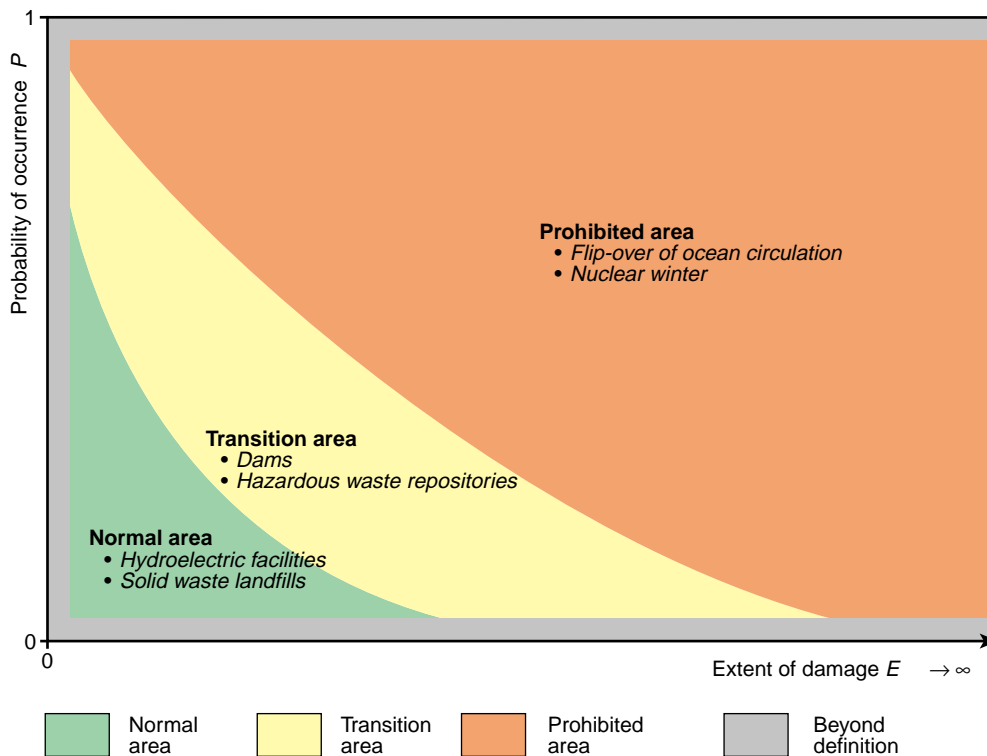 1
Probability of occurrence P
Prohibited area
• Flip-over of ocean circulation
• Nuclear winter
Transition area
• Dams
• Hazardous waste repositories
Normal area
• Hydroelectric facilities
• Solid waste landfills
0
0
Extent of damage E → ∞
Normal
area
Transition
area
Prohibited
area
Beyond
definition